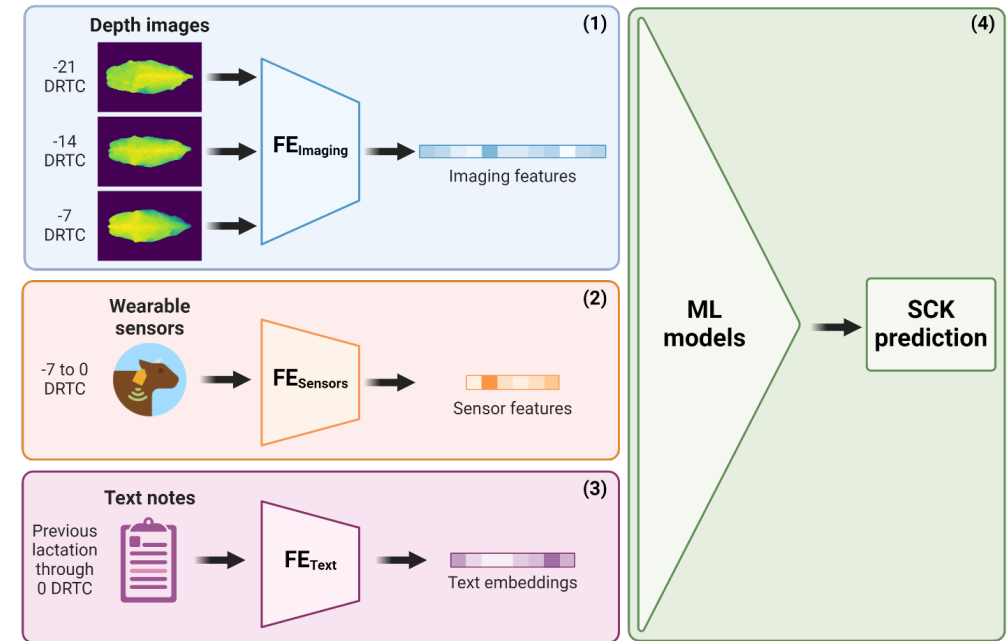 (1)
Depth images
-21
DRTC
-14
DRTC
-7
DRTC
FEImaging
Imaging features
(2)
Wearable
sensors
-7 to 0
DRTC
FESensors
Sensor features
(3)
Text notes
Previous
lactation
through
0 DRTC
FEText
Text embeddings
(4)
ML
models
SCK
prediction